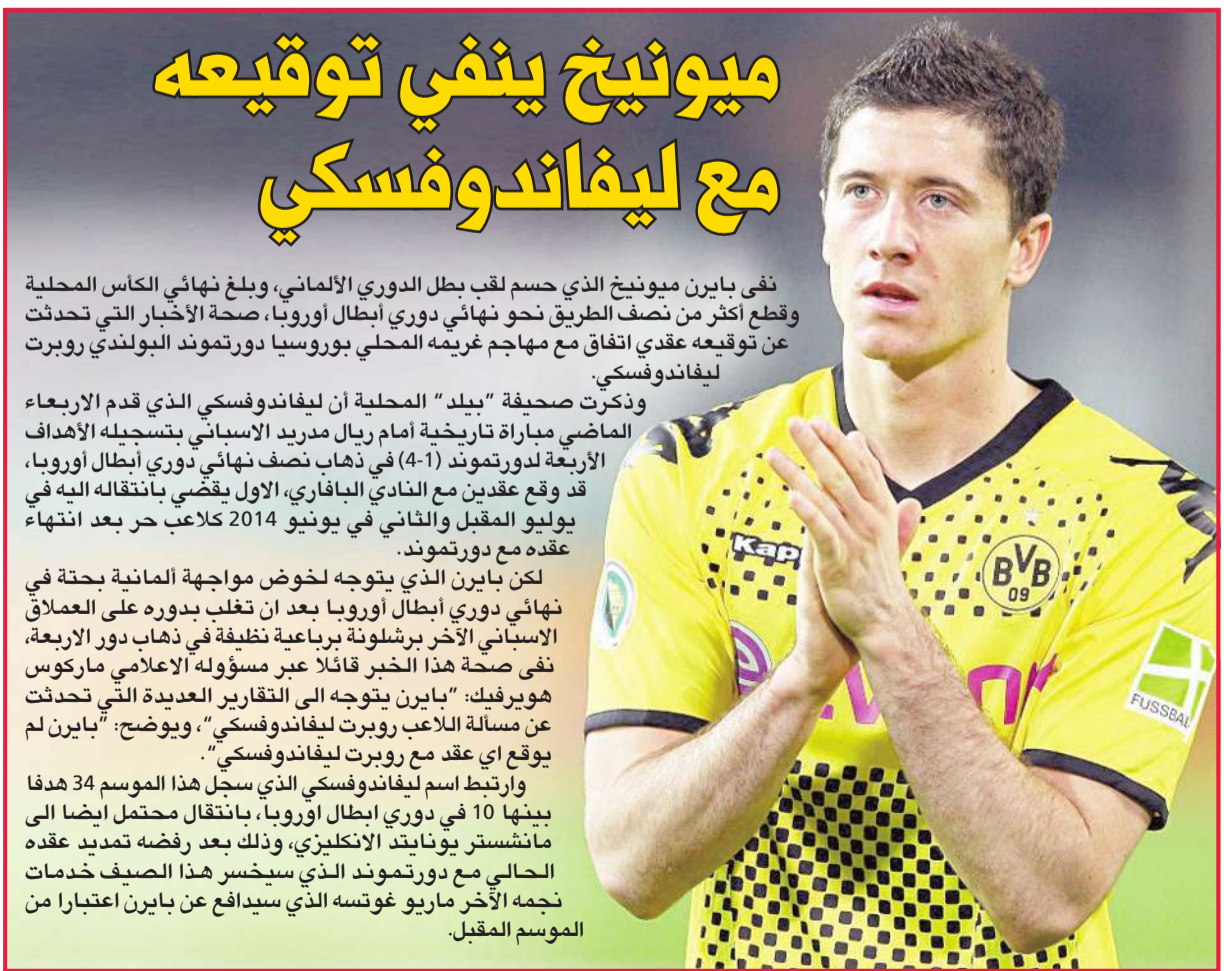 ميونيخ ينفي توقيعه
مع ليفاندوفسكي
نفى بايرن ميونيخ الذي حسم لقب بطل الدوري الألماني، وبلغ نهائي الكأس المحلية
وقطع أكثر من نصف الطريق نحو نهائي دوري أبطال أوروبا، صحة الأخبار التي تحدثت
عن توقيعه عقدي اتفاق مع مهاجم غريمه المحلي بوروسيا دورتموند البولندي روبرت
ليفاندوفسكي.
وذكرت صحيفة "بيلد" المحلية أن ليفاندوفسكي الذي قدم الاربعاء
الماضي مباراة تاريخية أمام ريال مدريد الاسباني بتسجيله الأهداف
الأربعة لدورتموند (1-4) في ذهاب نصف نهائي دوري أبطال أوروبا،
قد وقع عقدين مع النادي البافاري، الاول يقضي بانتقاله اليه في
يوليو المقبل والثاني في يونيو 2014 كلاعب حر بعد انتهاء
عقده مع دورتموند.
لكن بايرن الذي يتوجه لخوض مواجهة ألمانية بحتة في
نهائي دوري أبطال أوروبا بعد ان تغلب بدوره على العملاق
الاسباني الآخر برشلونة برباعية نظيفة في ذهاب دور الاربعة،
نفى صحة هذا الخبر قائلا عبر مسؤوله الاعلامي ماركوس
هويرفيك: "بايرن يتوجه الى التقارير العديدة التي تحدثت
عن مسألة اللاعب روبرت ليفاندوفسكي"، ويوضح: "بايرن لم
يوقع اي عقد مع روبرت ليفاندوفسكي".
وارتبط اسم ليفاندوفسكي الذي سجل هذا الموسم 34 هدفا
بينها 10 في دوري ابطال اوروبا، بانتقال محتمل ايضا الى
مانشستر يونايتد الانكليزي، وذلك بعد رفضه تمديد عقده
الحالي مع دورتموند الذي سيخسر هذا الصيف خدمات
نجمه الآخر ماريو غوتسه الذي سيدافع عن بايرن اعتبارا من
الموسم المقبل.
Kapp
BVB
09
FUSSBAL